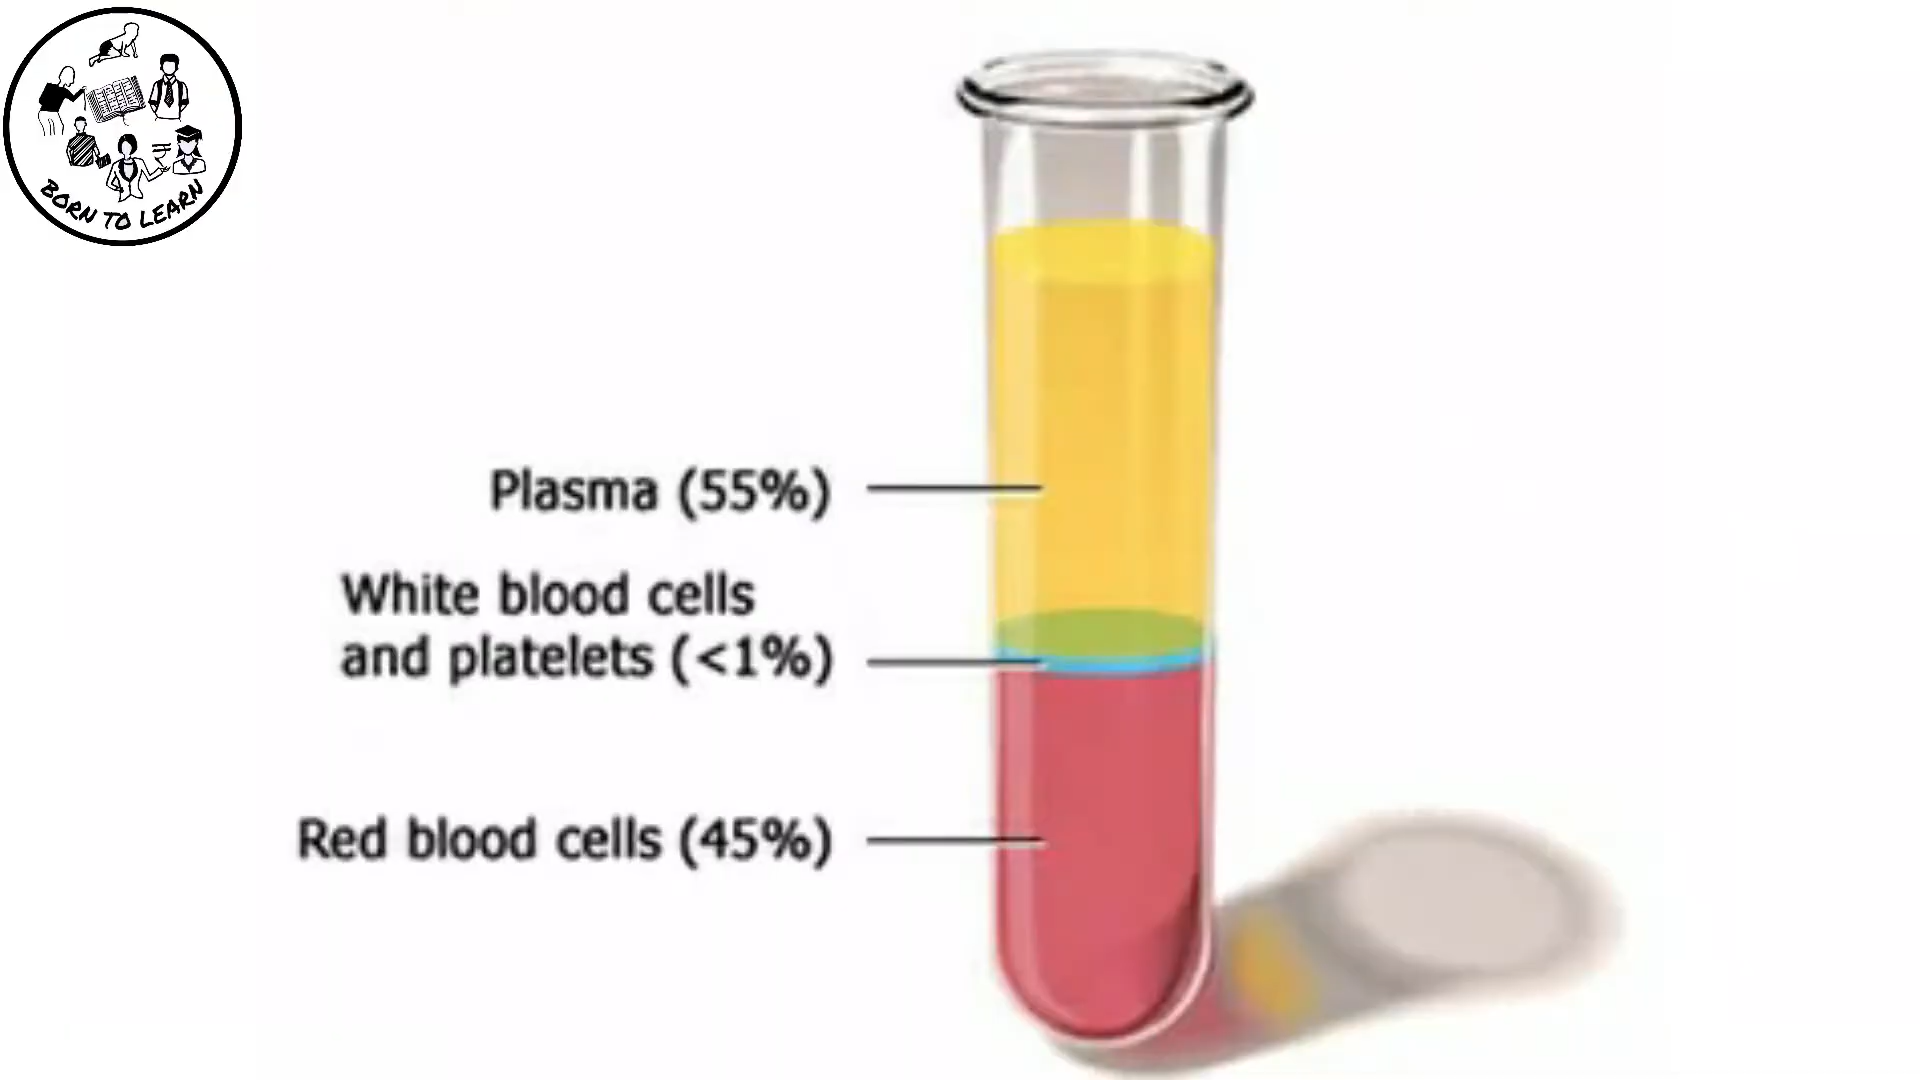 BORN TO LEARN
Plasma (55%)
White blood cells
and platelets (<1%)
Red blood cells (45%)